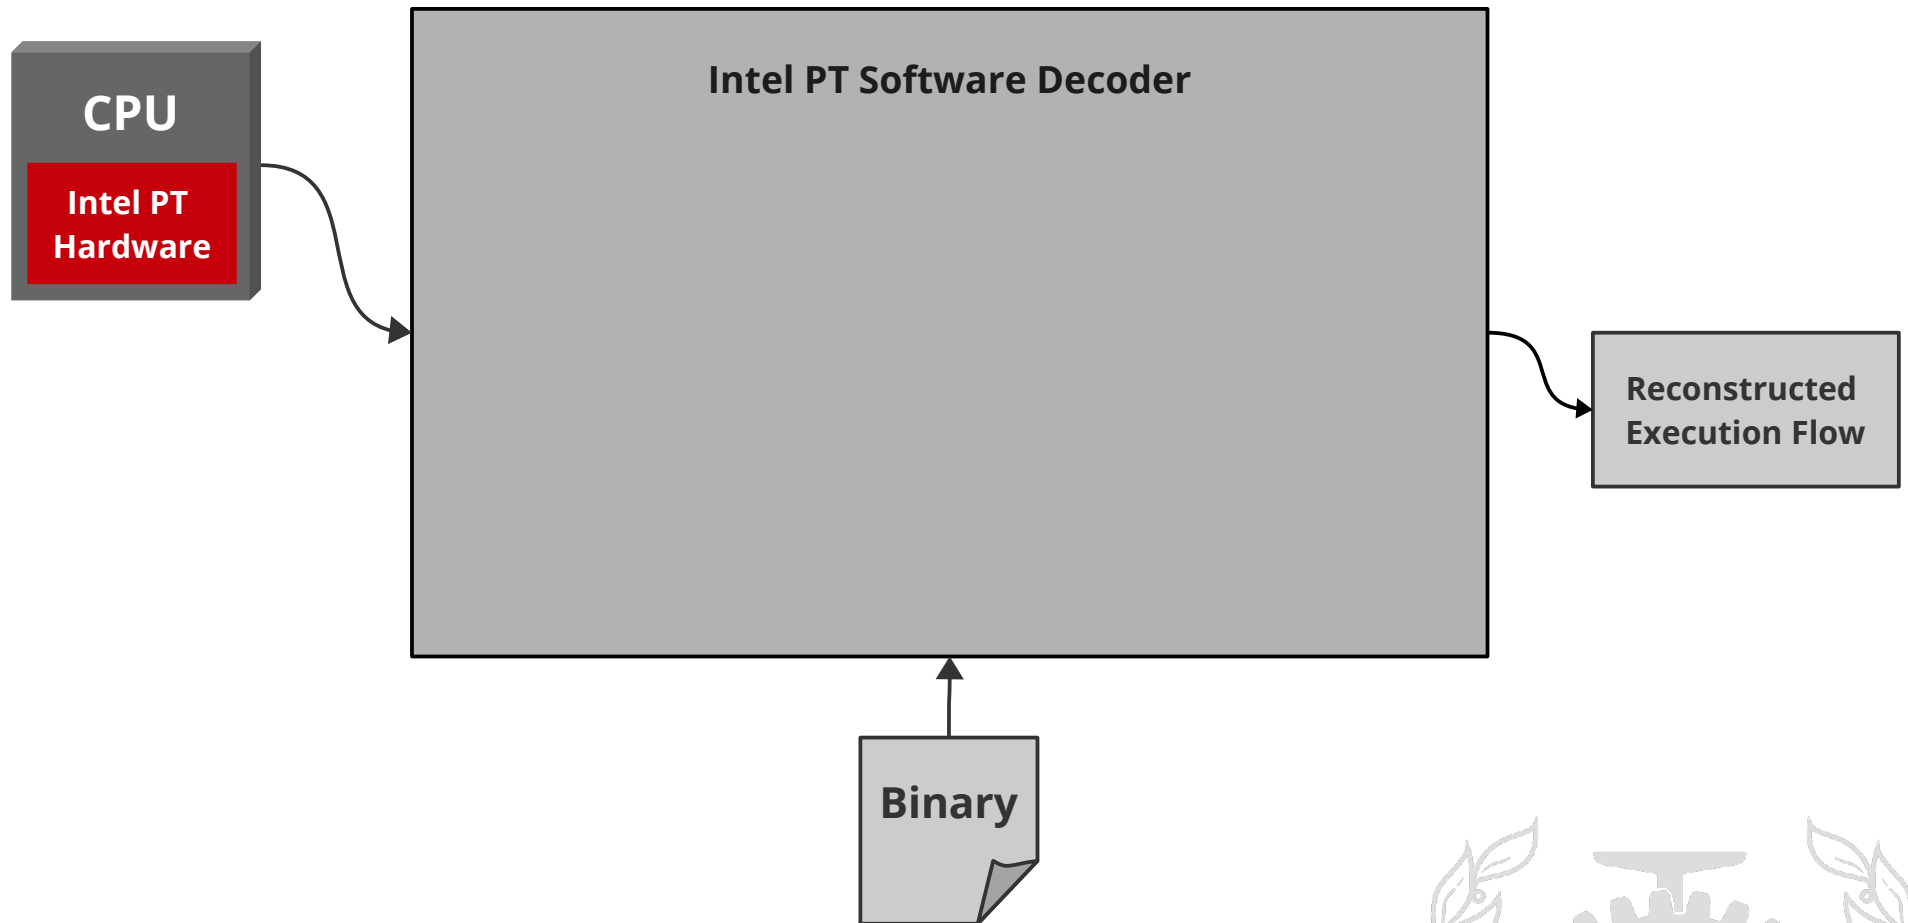 Intel PT Software Decoder
CPU
Intel PT
Hardware
Reconstructed
Execution Flow
Binary